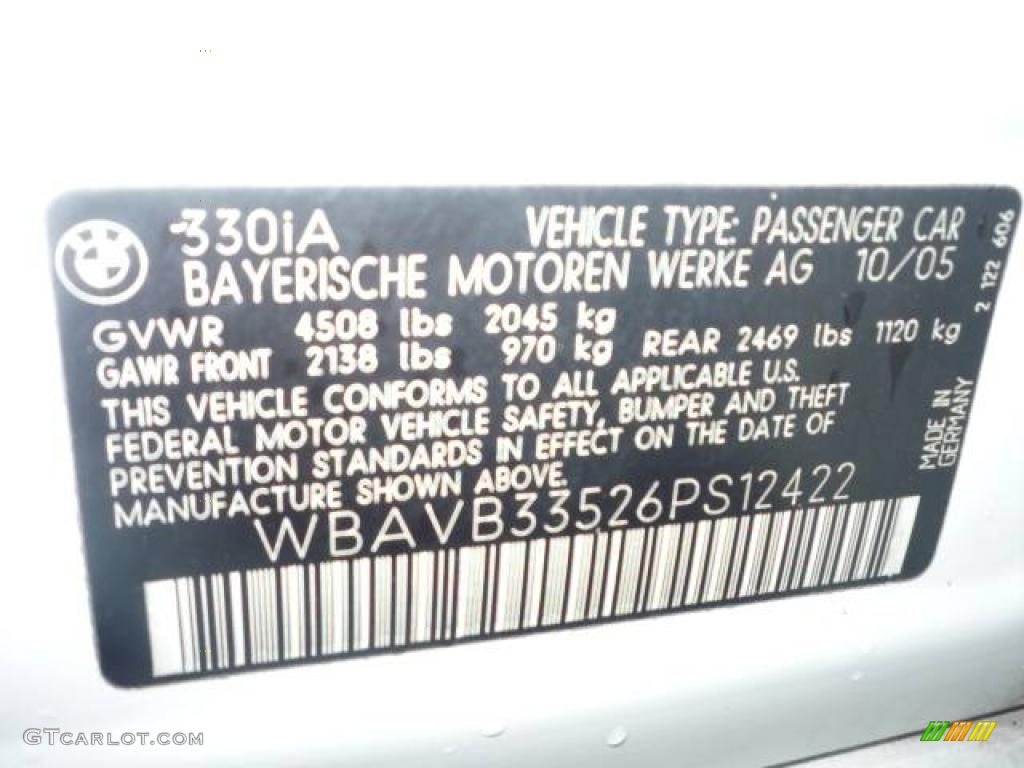 -330iA VEHICLE TYPE: PASSENGER CAR
BAYERISCHE MOTOREN WERKE AG 10/05
GVWR 4508 lbs 2045 kg
GAWR FRONT 2138 lbs 970 kg REAR 2469 lbs 1120 kg
THIS VEHICLE CONFORMS TO ALL APPLICABLE U.S.
FEDERAL MOTOR VEHICLE SAFETY, BUMPER AND THEFT
PREVENTION STANDARDS IN EFFECT ON THE DATE OF
MANUFACTURE SHOWN ABOVE.
WBAVB33526PS12422
2 122 606
MADE IN
GERMANY
GTCARLOT.COM